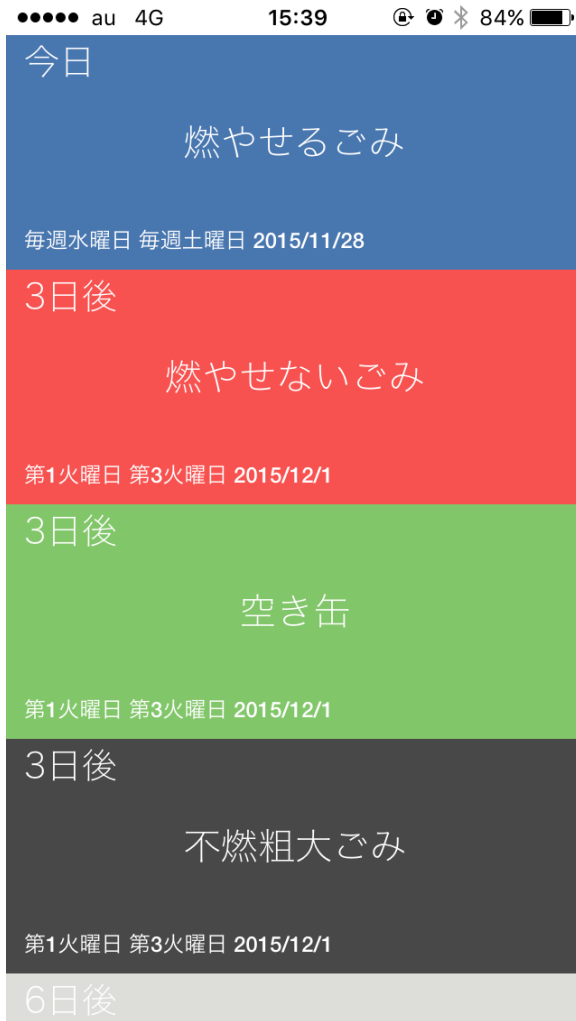 au 4G 15:39 84%
今日
燃やせるごみ
毎週水曜日 毎週土曜日 2015/11/28
3日後
燃やせないごみ
第1火曜日 第3火曜日 2015/12/1
3日後
空き缶
第1火曜日 第3火曜日 2015/12/1
3日後
不燃粗大ごみ
第1火曜日 第3火曜日 2015/12/1
6日後